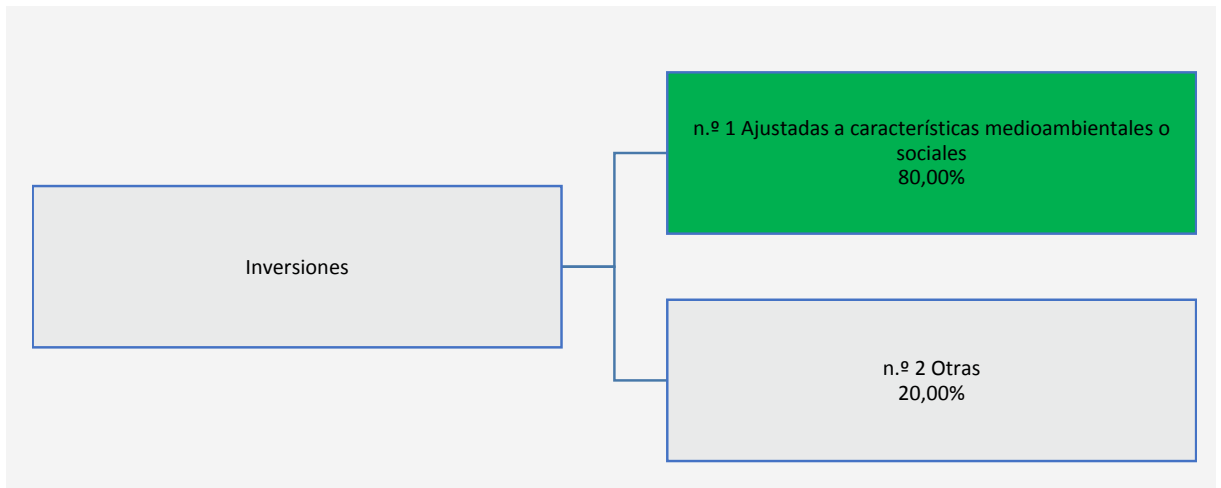 n.º 1 Ajustadas a características medioambientales o
sociales
80,00%
Inversiones
n.º 2 Otras
20,00%